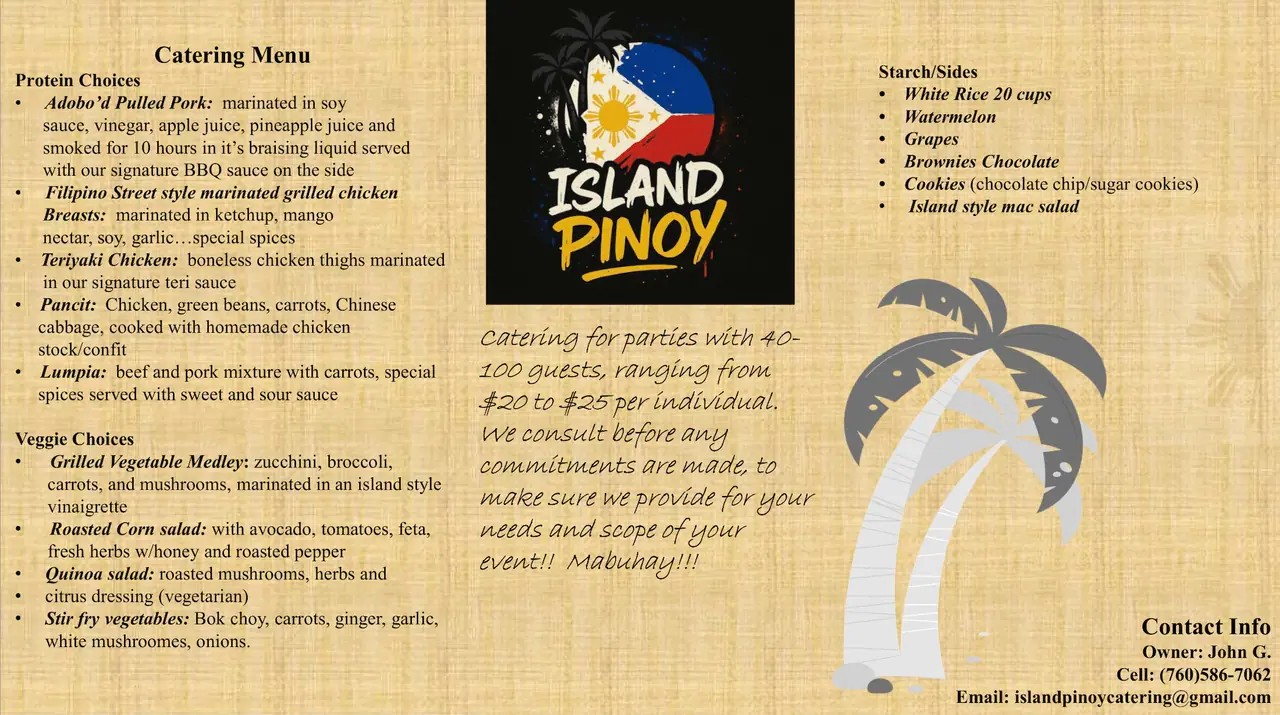 Catering Menu
Protein Choices
• Adobo’d Pulled Pork: marinated in soy
sauce, vinegar, apple juice, pineapple juice and
smoked for 10 hours in it’s braising liquid served
with our signature BBQ sauce on the side
• Filipino Street style marinated grilled chicken
Breasts: marinated in ketchup, mango
nectar, soy, garlic…special spices
• Teriyaki Chicken: boneless chicken thighs marinated
in our signature teri sauce
• Pancit: Chicken, green beans, carrots, Chinese
cabbage, cooked with homemade chicken
stock/confit
• Lumpia: beef and pork mixture with carrots, special
spices served with sweet and sour sauce
Veggie Choices
• Grilled Vegetable Medley: zucchini, broccoli,
carrots, and mushrooms, marinated in an island style
vinaigrette
• Roasted Corn salad: with avocado, tomatoes, feta,
fresh herbs w/honey and roasted pepper
• Quinoa salad: roasted mushrooms, herbs and
• citrus dressing (vegetarian)
• Stir fry vegetables: Bok choy, carrots, ginger, garlic,
white mushroomes, onions.
ISLAND
PINOY
Catering for parties with 40-
100 guests, ranging from
$20 to $25 per individual.
We consult before any
commitments are made, to
make sure we provide for your
needs and scope of your
event!! Mabuhay!!!
Starch/Sides
• White Rice 20 cups
• Watermelon
• Grapes
• Brownies Chocolate
• Cookies (chocolate chip/sugar cookies)
• Island style mac salad
Contact Info
Owner: John G.
Cell: (760)586-7062
Email: islandpinoycatering@gmail.com